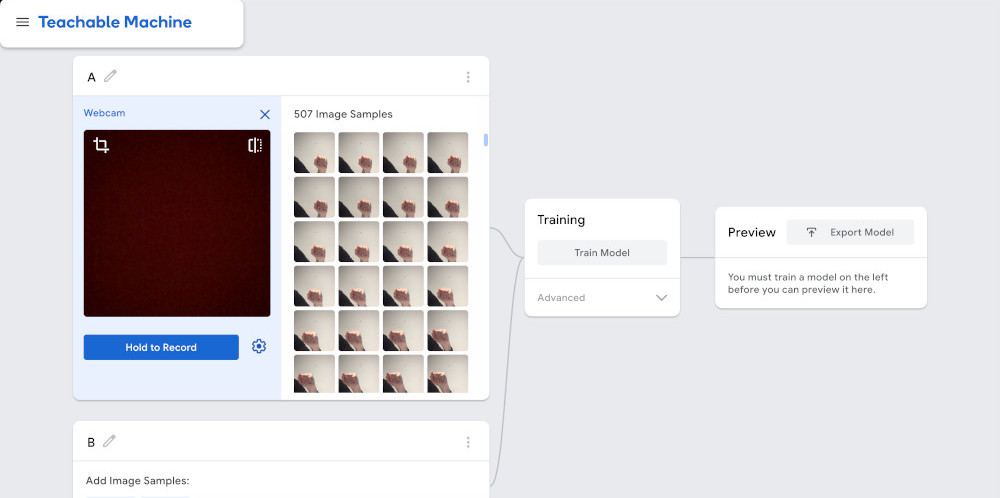 Teachable Machine
A
Webcam
507 Image Samples
Hold to Record
Training
Train Model
Advanced
Preview
Export Model
You must train a model on the left
before you can preview it here.
B
Add Image Samples: